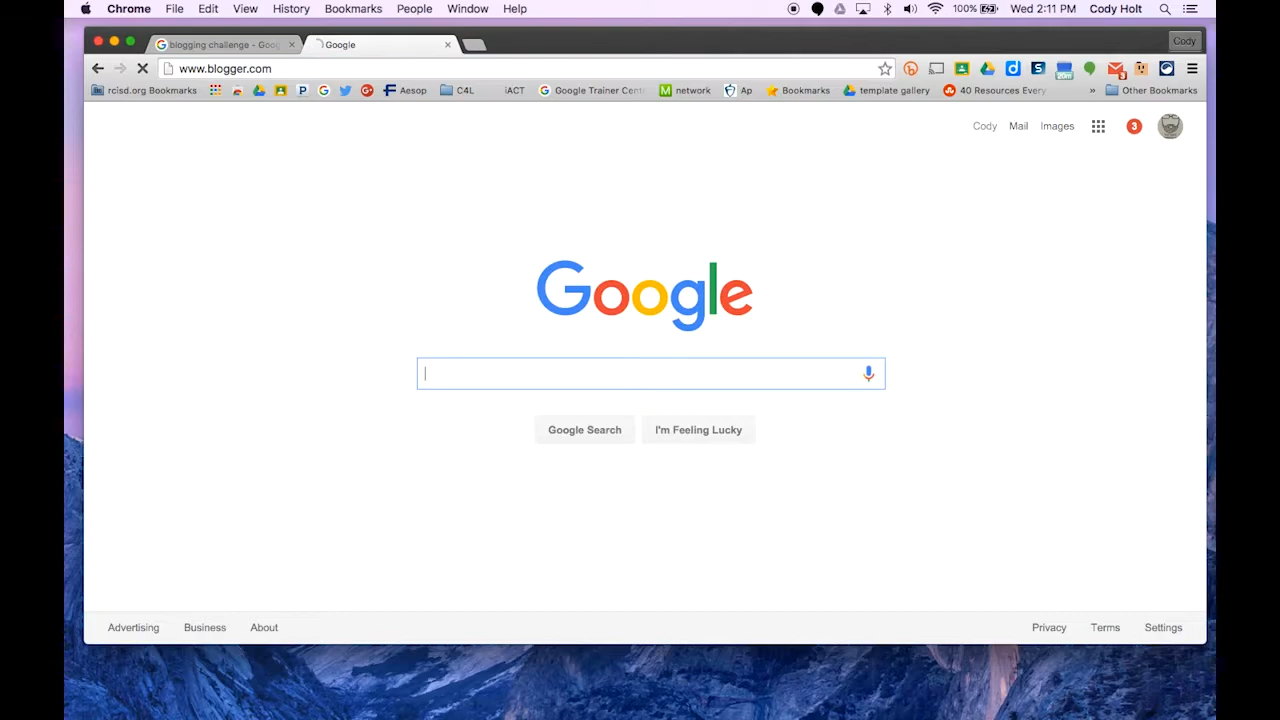 Chrome File Edit View History Bookmarks People Window Help 100% Wed 2:11 PM Cody Holt
blogging challenge - Goo Google Cody
www.blogger.com
rcisd.org Bookmarks Aesop C4L iACT Google Trainer Cent network Ap Bookmarks template gallery 40 Resources Every » Other Bookmarks
Cody Mail Images 3
Google
Google Search I'm Feeling Lucky
Advertising Business About Privacy Terms Settings